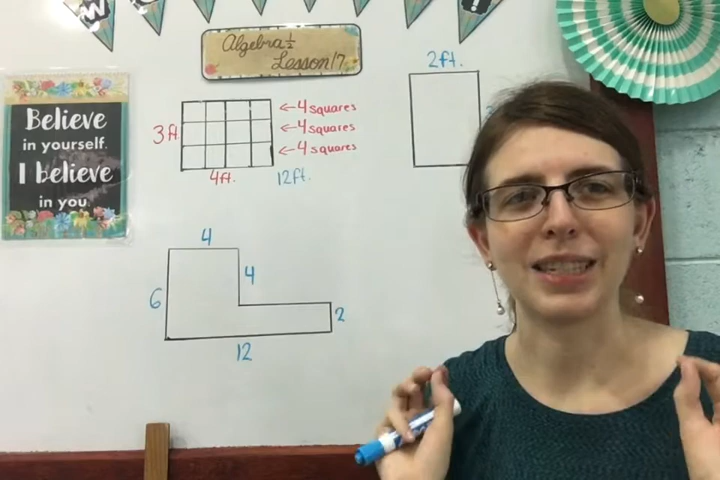 W
!
Algebra ½
Lesson 17
2ft.
Believe
in yourself.
I believe
in you.
3ft.
←4 squares
←4 squares
←4 squares
4ft.
12ft.
4
4
6
2
12